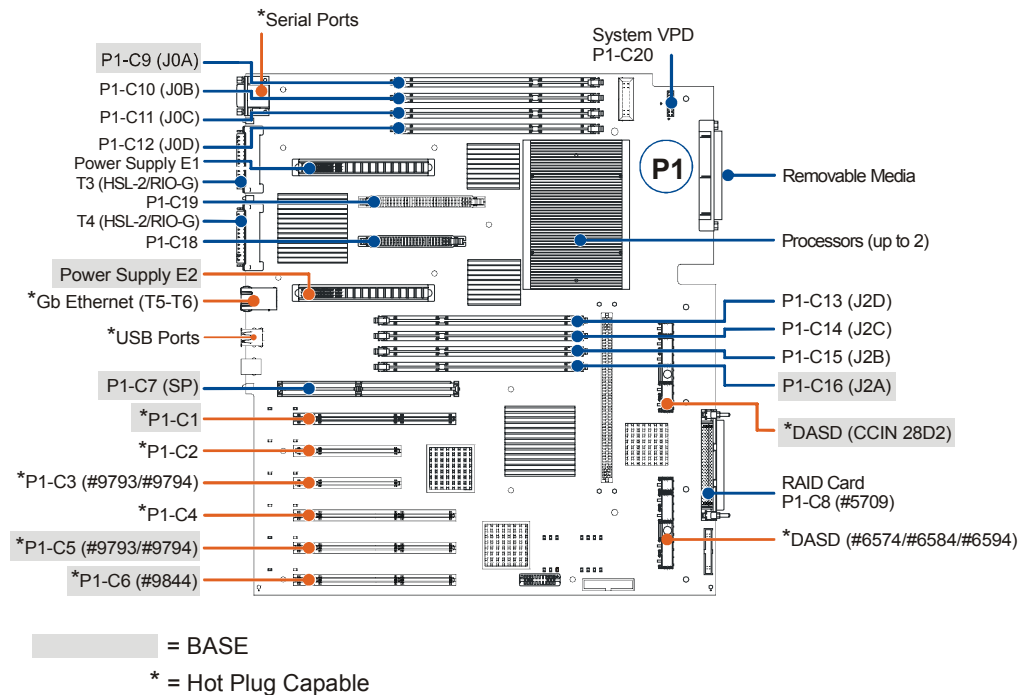 *Serial Ports
System VPD
P1-C20
P1-C9 (J0A)
P1-C10 (J0B)
P1-C11 (J0C)
P1-C12 (J0D)
Power Supply E1
T3 (HSL-2/RIO-G)
P1-C19
T4 (HSL-2/RIO-G)
P1-C18
Power Supply E2
*Gb Ethernet (T5-T6)
*USB Ports
P1-C7 (SP)
*P1-C1
*P1-C2
*P1-C3 (#9793/#9794)
*P1-C4
*P1-C5 (#9793/#9794)
*P1-C6 (#9844)
P1
Removable Media
Processors (up to 2)
P1-C13 (J2D)
P1-C14 (J2C)
P1-C15 (J2B)
P1-C16 (J2A)
*DASD (CCIN 28D2)
RAID Card
P1-C8 (#5709)
*DASD (#6574/#6584/#6594)
= BASE
* = Hot Plug Capable